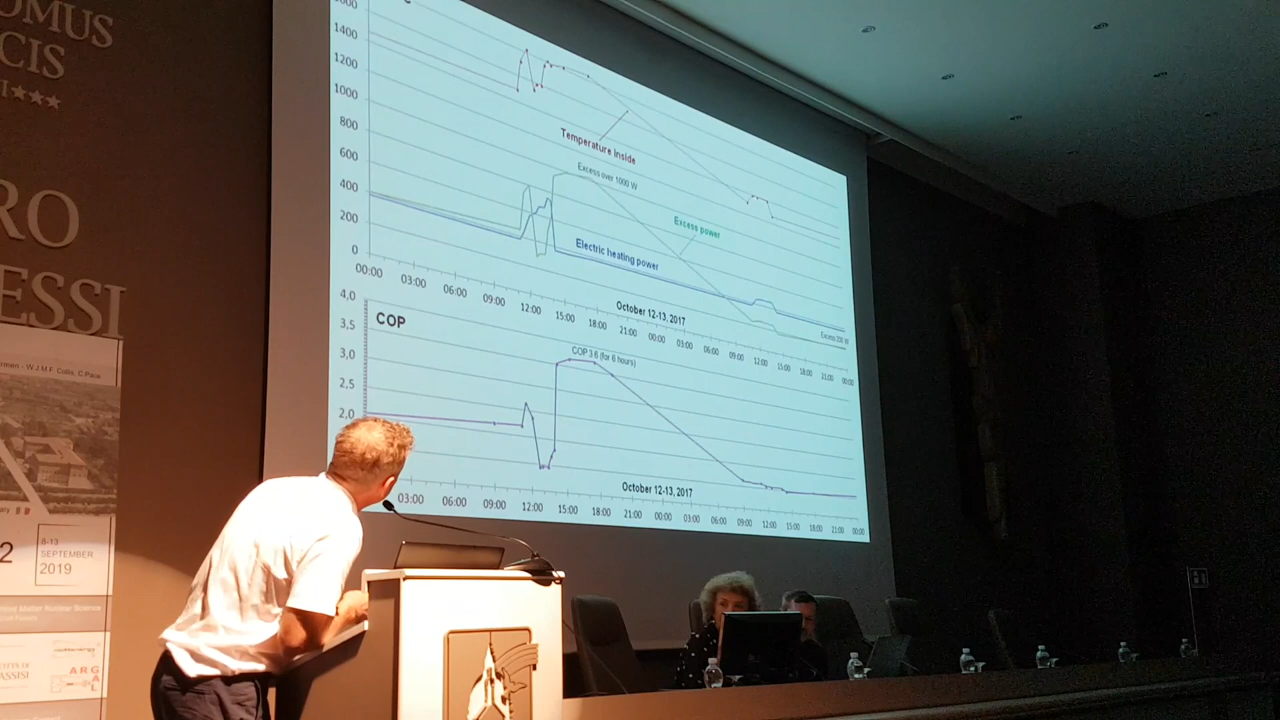 OMUS
CIS
I★★★
RO
ESSI
rmen - W.J.M.F. Collis, C.Pace
2
8-13
SEPTEMBER
2019
ARG
AL
ASSISI
1400
1200
1000
800
600
400
200
0
Temperature inside
Excess over 1000 W
Excess power
Electric heating power
00:00 03:00 06:00 09:00 12:00 15:00 18:00 21:00 00:00 03:00 06:00 09:00 12:00 15:00 18:00 21:00 00:00
October 12-13, 2017
4,0
3,5
3,0
2,5
2,0
COP
COP 3.6 (for 6 hours)
October 12-13, 2017
03:00 06:00 09:00 12:00 15:00 18:00 21:00 00:00 03:00 06:00 09:00 12:00 15:00 18:00 21:00 00:00